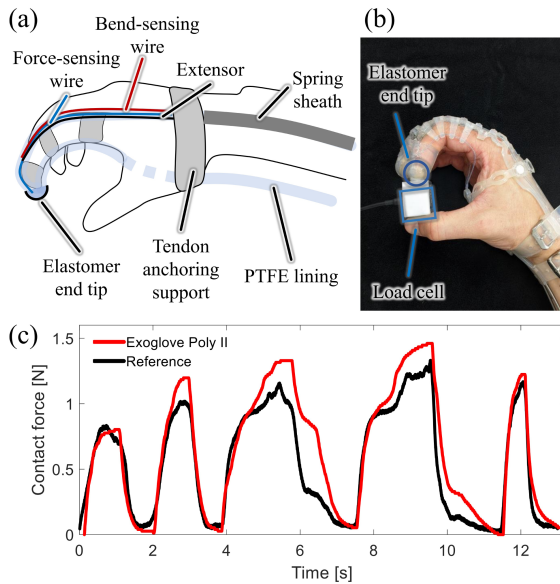 (a)
Bend-sensing
wire
Force-sensing
wire
Extensor
Spring
sheath
Elastomer
end tip
Tendon
anchoring
support
PTFE lining
(b)
Elastomer
end tip
Load cell
(c)
Exoglove Poly II
Reference
Contact force [N]
1.5
1
0.5
0
0 2 4 6 8 10 12
Time [s]